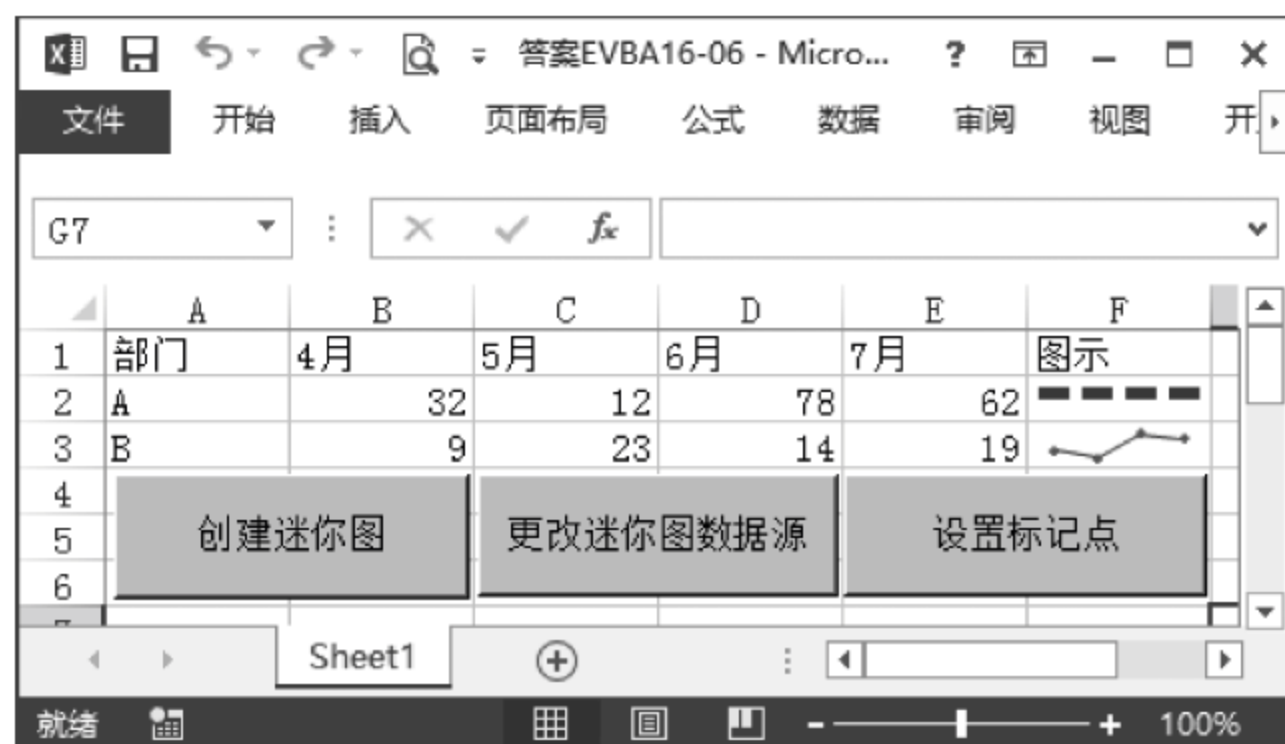 答案EVBA16-06 - Micro... ?
文件 开始 插入 页面布局 公式 数据 审阅 视图 开
G7 fx
A B C D E F
1 部门 4月 5月 6月 7月 图示
2 A 32 12 78 62
3 B 9 23 14 19
4
5 创建迷你图 更改迷你图数据源 设置标记点
6
Sheet1
就绪 100%